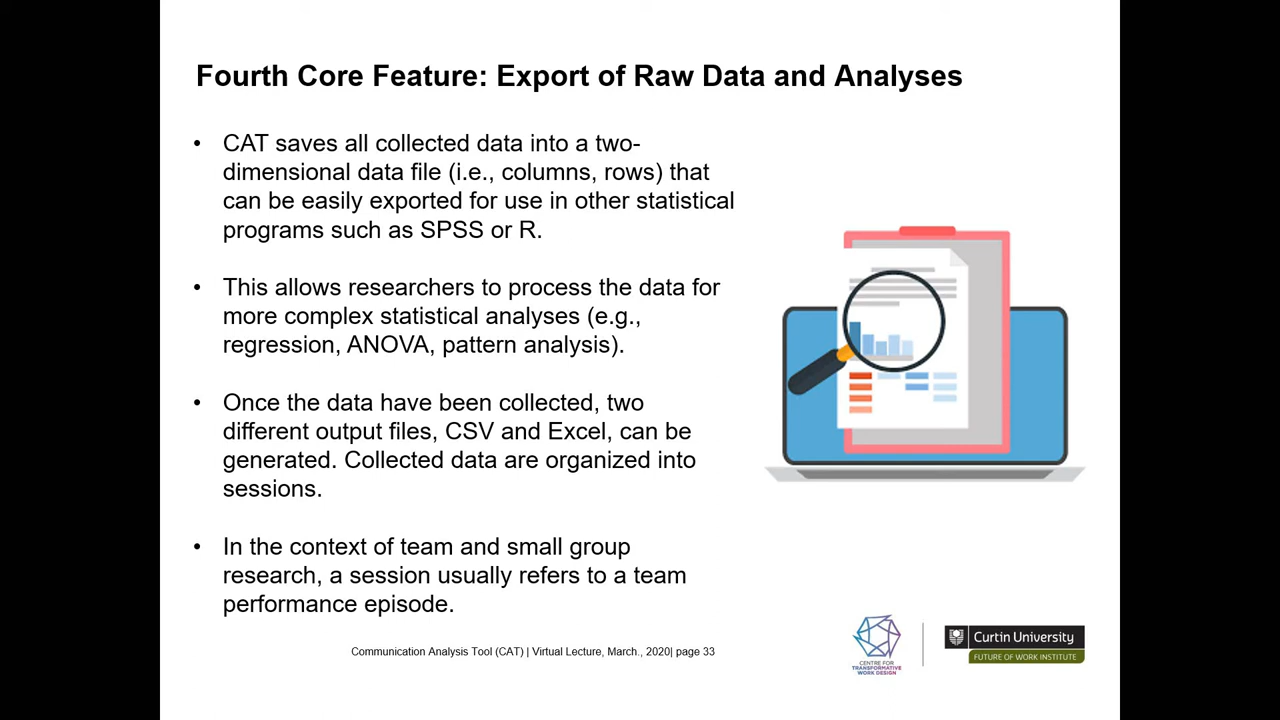 Fourth Core Feature: Export of Raw Data and Analyses
• CAT saves all collected data into a two-
dimensional data file (i.e., columns, rows) that
can be easily exported for use in other statistical
programs such as SPSS or R.
• This allows researchers to process the data for
more complex statistical analyses (e.g.,
regression, ANOVA, pattern analysis).
• Once the data have been collected, two
different output files, CSV and Excel, can be
generated. Collected data are organized into
sessions.
• In the context of team and small group
research, a session usually refers to a team
performance episode.
Communication Analysis Tool (CAT) | Virtual Lecture, March., 2020| page 33
CENTRE FOR
TRANSFORMATIVE
WORK DESIGN
Curtin University
FUTURE OF WORK INSTITUTE